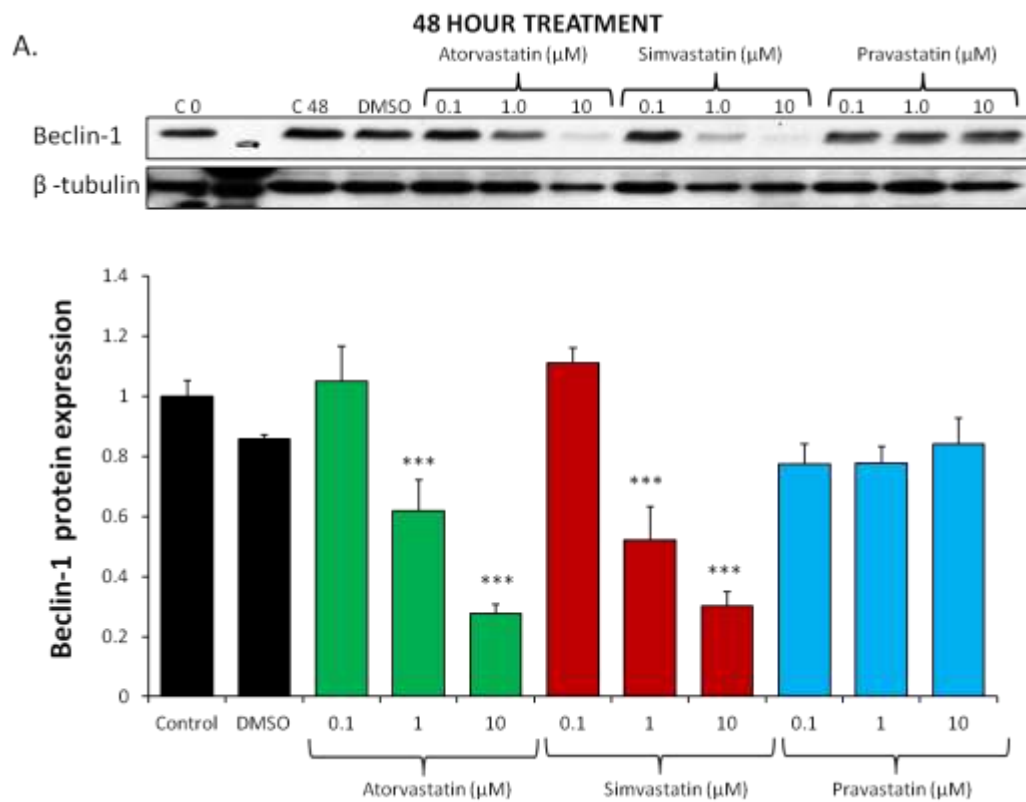 48 HOUR TREATMENT
A.
Atorvastatin (μM) Simvastatin (μM) Pravastatin (μM)
C 0 C 48 DMSO 0.1 1.0 10 0.1 1.0 10 0.1 1.0 10
Beclin-1
β -tubulin
Beclin-1 protein expression
1.4
1.2
1
0.8
0.6
0.4
0.2
0
*** *** *** ***
Control DMSO 0.1 1 10 0.1 1 10 0.1 1 10
Atorvastatin (μM) Simvastatin (μM) Pravastatin (μM)